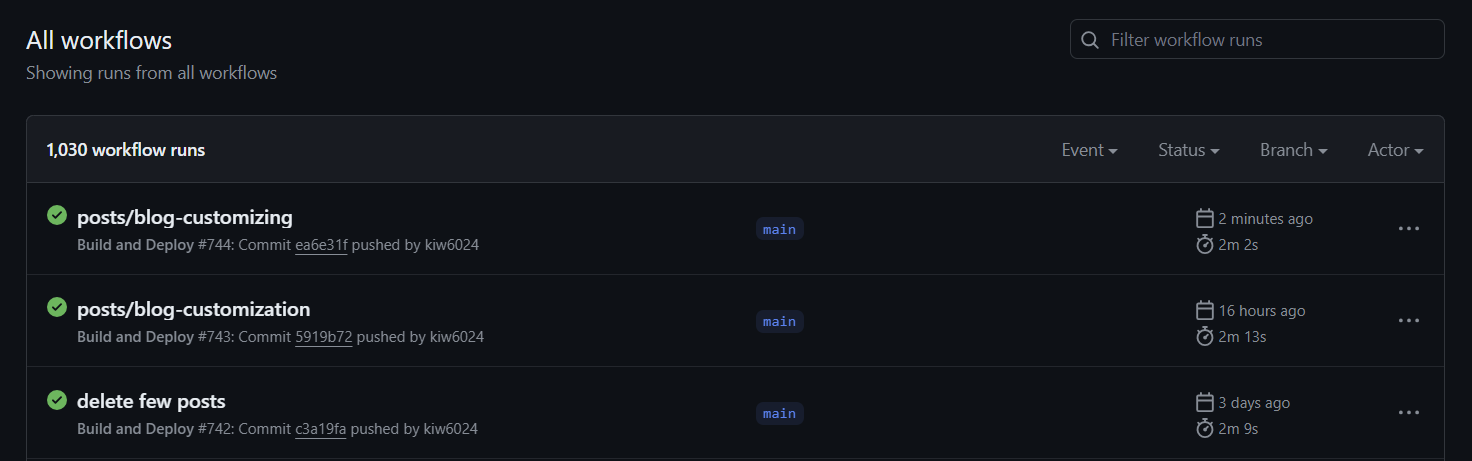 All workflows
Showing runs from all workflows
Filter workflow runs
1,030 workflow runs
Event
Status
Branch
Actor
posts/blog-customizing
Build and Deploy #744: Commit ea6e31f pushed by kiw6024
main
2 minutes ago
2m 2s
posts/blog-customization
Build and Deploy #743: Commit 5919b72 pushed by kiw6024
main
16 hours ago
2m 13s
delete few posts
Build and Deploy #742: Commit c3a19fa pushed by kiw6024
main
3 days ago
2m 9s